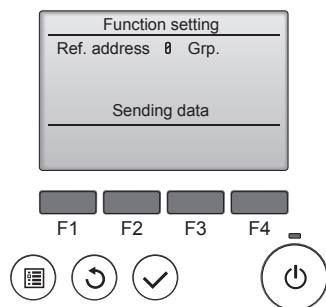 Function setting
Ref. address 0 Grp.
Sending data
F1 F2 F3 F4